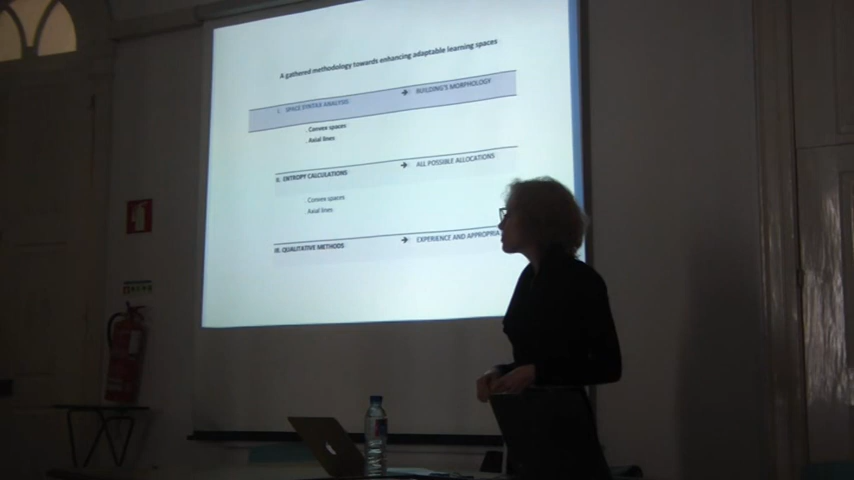 A gathered methodology towards enhancing adaptable learning spaces
I. SPACE SYNTAX ANALYSIS → BUILDING'S MORPHOLOGY
. Convex spaces
. Axial lines
II. ENTROPY CALCULATIONS → ALL POSSIBLE ALLOCATIONS
. Convex spaces
. Axial lines
III. QUALITATIVE METHODS → EXPERIENCE AND APPROPRIA